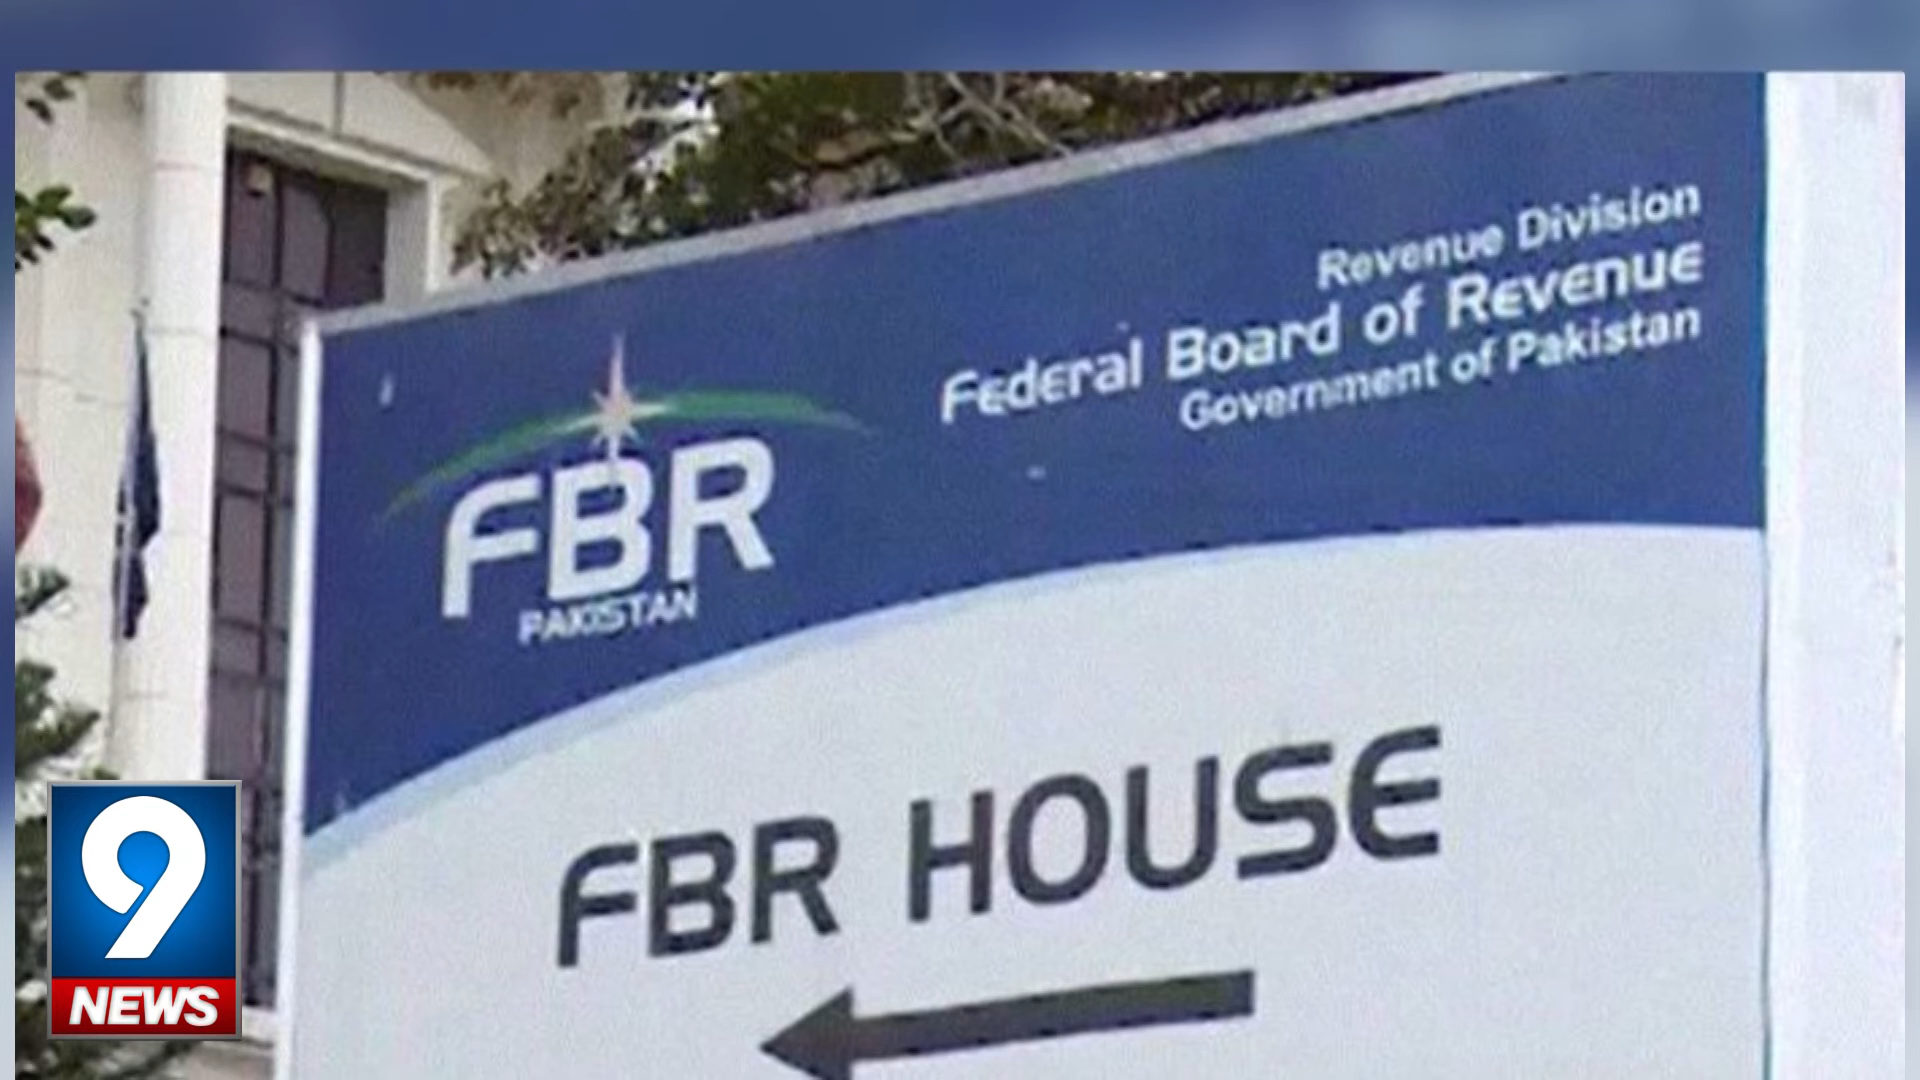 Revenue Division
Federal Board of Revenue
Government of Pakistan
FBR
PAKISTAN
FBR HOUSE
9
NEWS